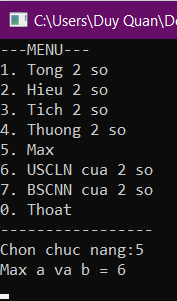 C:\Users\Duy Quan\De
---MENU---
1. Tong 2 so
2. Hieu 2 so
3. Tich 2 so
4. Thuong 2 so
5. Max
6. USCLN cua 2 so
7. BSCNN cua 2 so
0. Thoat
-----------------
Chon chuc nang:5
Max a va b = 6